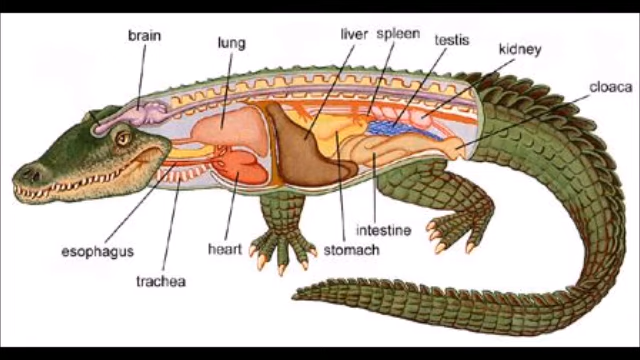 brain
lung
liver
spleen
testis
kidney
cloaca
esophagus
trachea
heart
stomach
intestine